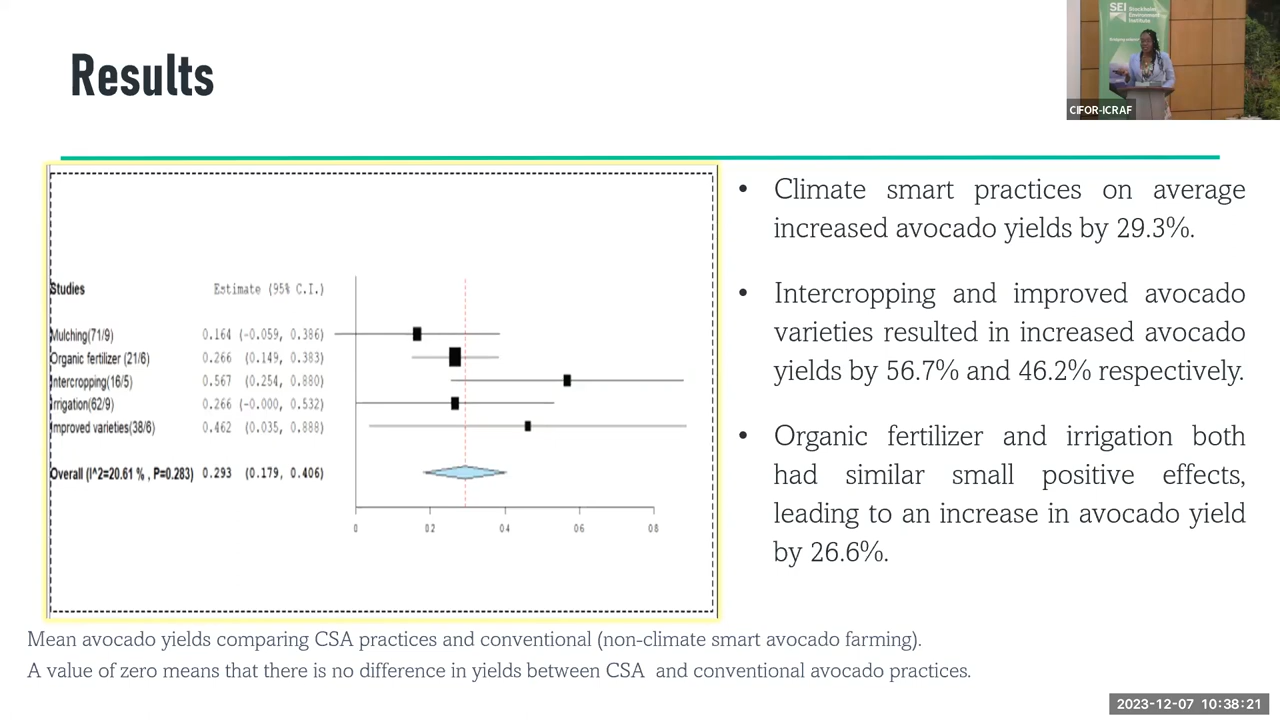 SEI Stockholm
Environment
Institute
CIFOR-ICRAF
Results
Studies Estimate (95% C.I.)
Mulching(71/9) 0.164 (-0.059, 0.386)
Organic fertilizer (21/6) 0.266 (0.149, 0.383)
Intercropping(16/5) 0.567 (0.254, 0.880)
Irrigation(62/9) 0.266 (-0.000, 0.532)
Improved varieties(38/6) 0.462 (0.035, 0.888)
Overall (I^2=20.61 % , P=0.283) 0.293 (0.179, 0.406)
0 0.2 0.4 0.6 0.8
• Climate smart practices on average
increased avocado yields by 29.3%.
• Intercropping and improved avocado
varieties resulted in increased avocado
yields by 56.7% and 46.2% respectively.
• Organic fertilizer and irrigation both
had similar small positive effects,
leading to an increase in avocado yield
by 26.6%.
Mean avocado yields comparing CSA practices and conventional (non-climate smart avocado farming).
A value of zero means that there is no difference in yields between CSA and conventional avocado practices.
2023-12-07 10:38:21